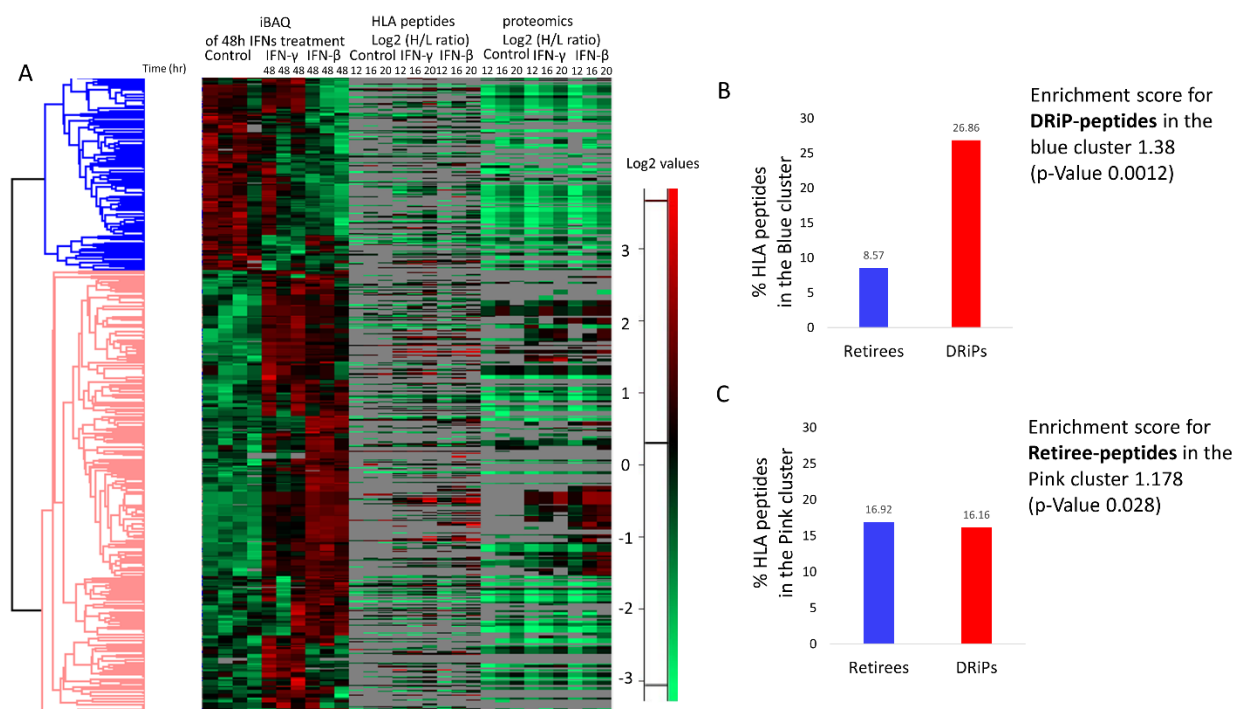 A
iBAQ
of 48h IFNs treatment
Control IFN-γ IFN-β
HLA peptides
Log2 (H/L ratio)
Control IFN-γ IFN-β
proteomics
Log2 (H/L ratio)
Control IFN-γ IFN-β
Time (hr)
48 48 48 48 48 48 12 16 20 12 16 20 12 16 20 12 16 20 12 16 20 12 16 20
Log2 values
3
2
1
0
-1
-2
-3
B
% HLA peptides
in the Blue cluster
30
25
20
15
10
5
0
8.57
26.86
Retirees DRiPs
Enrichment score for
DRiP-peptides in the
blue cluster 1.38
(p-Value 0.0012)
C
% HLA peptides
in the Pink cluster
30
25
20
15
10
5
0
16.92
16.16
Retirees DRiPs
Enrichment score for
Retiree-peptides in the
Pink cluster 1.178
(p-Value 0.028)